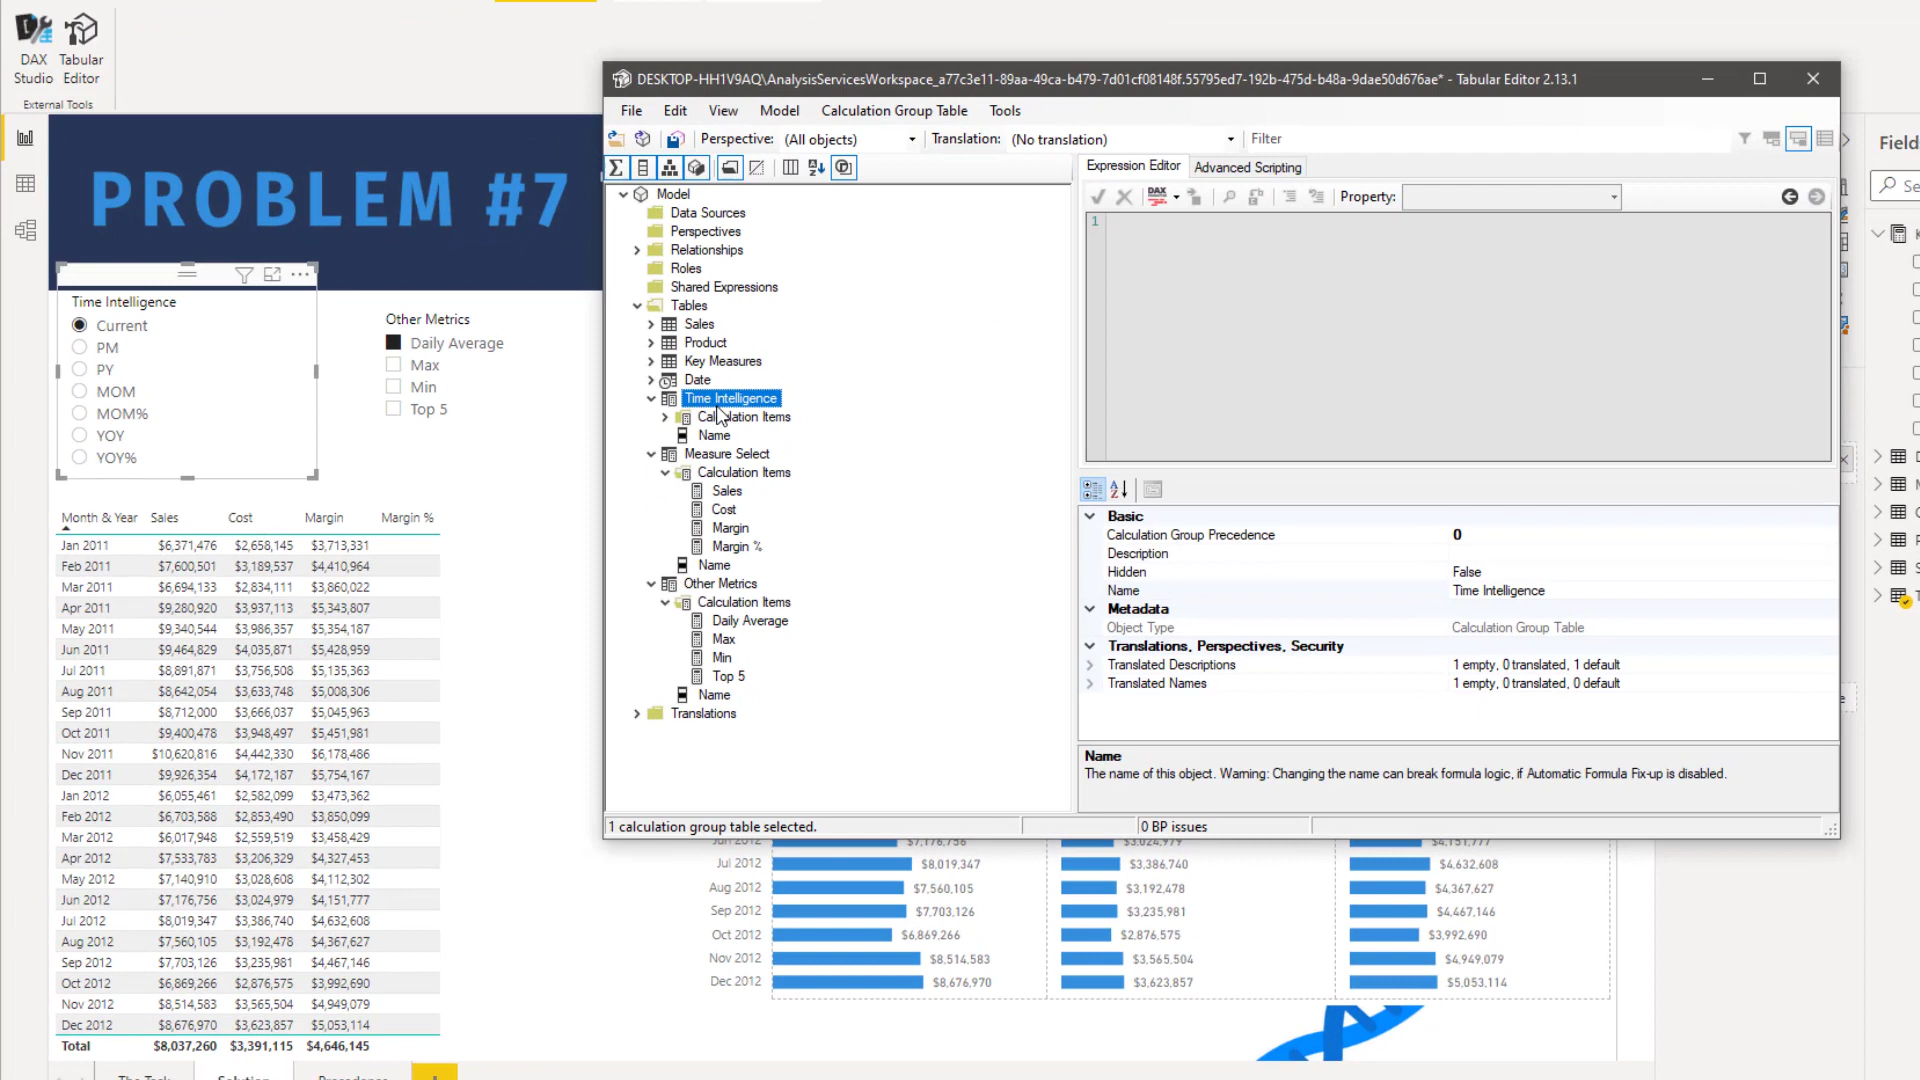 DAX Studio
Tabular Editor
External Tools
PROBLEM #7
Time Intelligence
Current
PM
PY
MOM
MOM%
YOY
YOY%
Other Metrics
Daily Average
Max
Min
Top 5
Month & Year Sales Cost Margin Margin %
Jan 2011 $6,371,476 $2,658,145 $3,713,331
Feb 2011 $7,600,501 $3,189,537 $4,410,964
Mar 2011 $6,694,133 $2,834,111 $3,860,022
Apr 2011 $9,280,920 $3,937,113 $5,343,807
May 2011 $9,340,544 $3,986,357 $5,354,187
Jun 2011 $9,464,829 $4,035,871 $5,428,959
Jul 2011 $8,891,871 $3,756,508 $5,135,363
Aug 2011 $8,642,054 $3,633,748 $5,008,306
Sep 2011 $8,712,000 $3,666,037 $5,045,963
Oct 2011 $9,400,478 $3,948,497 $5,451,981
Nov 2011 $10,620,816 $4,442,330 $6,178,486
Dec 2011 $9,926,354 $4,172,187 $5,754,167
Jan 2012 $6,055,461 $2,582,099 $3,473,362
Feb 2012 $6,703,588 $2,853,490 $3,850,099
Mar 2012 $6,017,948 $2,559,519 $3,458,429
Apr 2012 $7,533,783 $3,206,329 $4,327,453
May 2012 $7,140,910 $3,028,608 $4,112,302
Jun 2012 $7,176,756 $3,024,979 $4,151,777
Jul 2012 $8,019,347 $3,386,740 $4,632,608
Aug 2012 $7,560,105 $3,192,478 $4,367,627
Sep 2012 $7,703,126 $3,235,981 $4,467,146
Oct 2012 $6,869,266 $2,876,575 $3,992,690
Nov 2012 $8,514,583 $3,565,504 $4,949,079
Dec 2012 $8,676,970 $3,623,857 $5,053,114
Total $8,037,260 $3,391,115 $4,646,145
DESKTOP-HH1V9AQ\AnalysisServicesWorkspace_a77c3e11-89aa-49ca-b479-7d01cf08148f.55795ed7-192b-475d-b48a-9dae50d676ae* - Tabular Editor 2.13.1
File Edit View Model Calculation Group Table Tools
Perspective: (All objects) Translation: (No translation) Filter
Model
Data Sources
Perspectives
Relationships
Roles
Shared Expressions
Tables
Sales
Product
Key Measures
Date
Time Intelligence
Calculation Items
Name
Measure Select
Calculation Items
Sales
Cost
Margin
Margin %
Name
Other Metrics
Calculation Items
Daily Average
Max
Min
Top 5
Name
Translations
Expression Editor Advanced Scripting
DAX Property:
1
Basic
Calculation Group Precedence 0
Description
Hidden False
Name Time Intelligence
Metadata
Object Type Calculation Group Table
Translations, Perspectives, Security
Translated Descriptions 1 empty, 0 translated, 1 default
Translated Names 1 empty, 0 translated, 0 default
Name
The name of this object. Warning: Changing the name can break formula logic, if Automatic Formula Fix-up is disabled.
1 calculation group table selected. 0 BP issues
Jun 2012 $7,176,756 $3,024,979 $4,151,777
Jul 2012 $8,019,347 $3,386,740 $4,632,608
Aug 2012 $7,560,105 $3,192,478 $4,367,627
Sep 2012 $7,703,126 $3,235,981 $4,467,146
Oct 2012 $6,869,266 $2,876,575 $3,992,690
Nov 2012 $8,514,583 $3,565,504 $4,949,079
Dec 2012 $8,676,970 $3,623,857 $5,053,114
The Task Solution Precedence